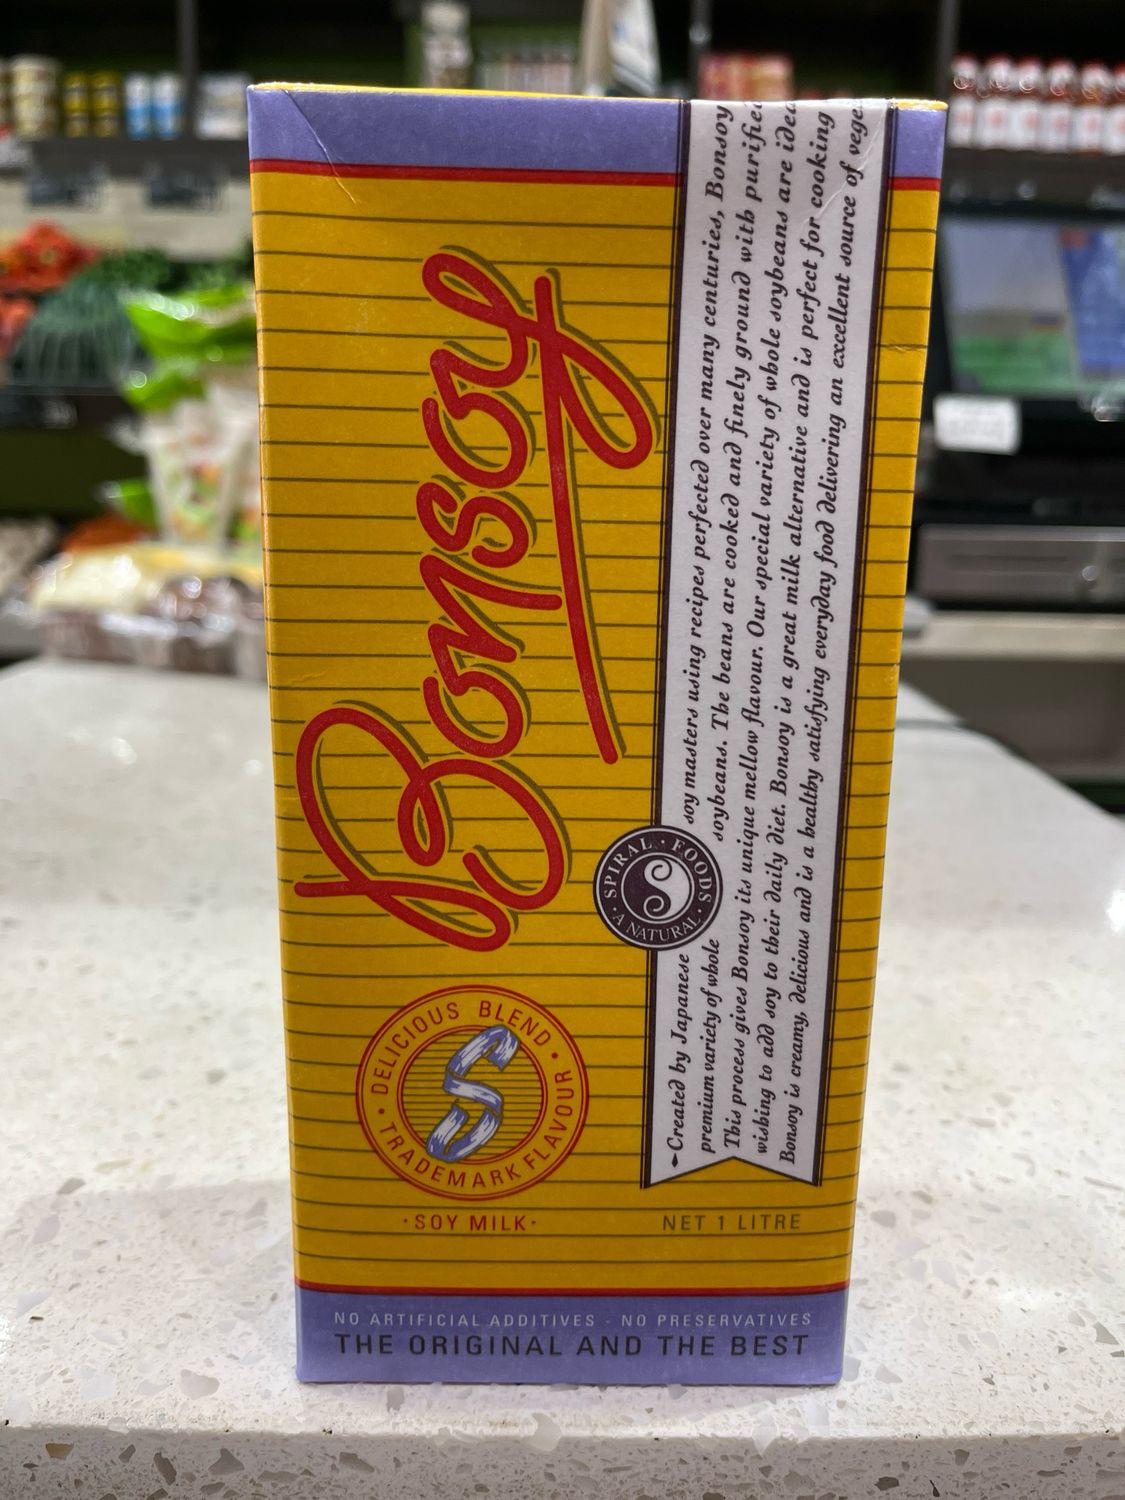 Bonsoy
Created by Japanese soy masters using recipes perfected over many centuries, Bonsoy
premium variety of whole soybeans. The beans are cooked and finely ground with purified
This process gives Bonsoy its unique mellow flavour. Our special variety of whole soybeans are
wishing to add soy to their daily diet. Bonsoy is a great milk alternative and is perfect for cooking
Bonsoy is creamy, delicious and is a healthy satisfying everyday food delivering an excellent source of
SPIRAL · FOODS
· A NATURAL ·
· DELICIOUS BLEND ·
TRADEMARK FLAVOUR
·SOY MILK·
NET 1 LITRE
NO ARTIFICIAL ADDITIVES - NO PRESERVATIVES
THE ORIGINAL AND THE BEST